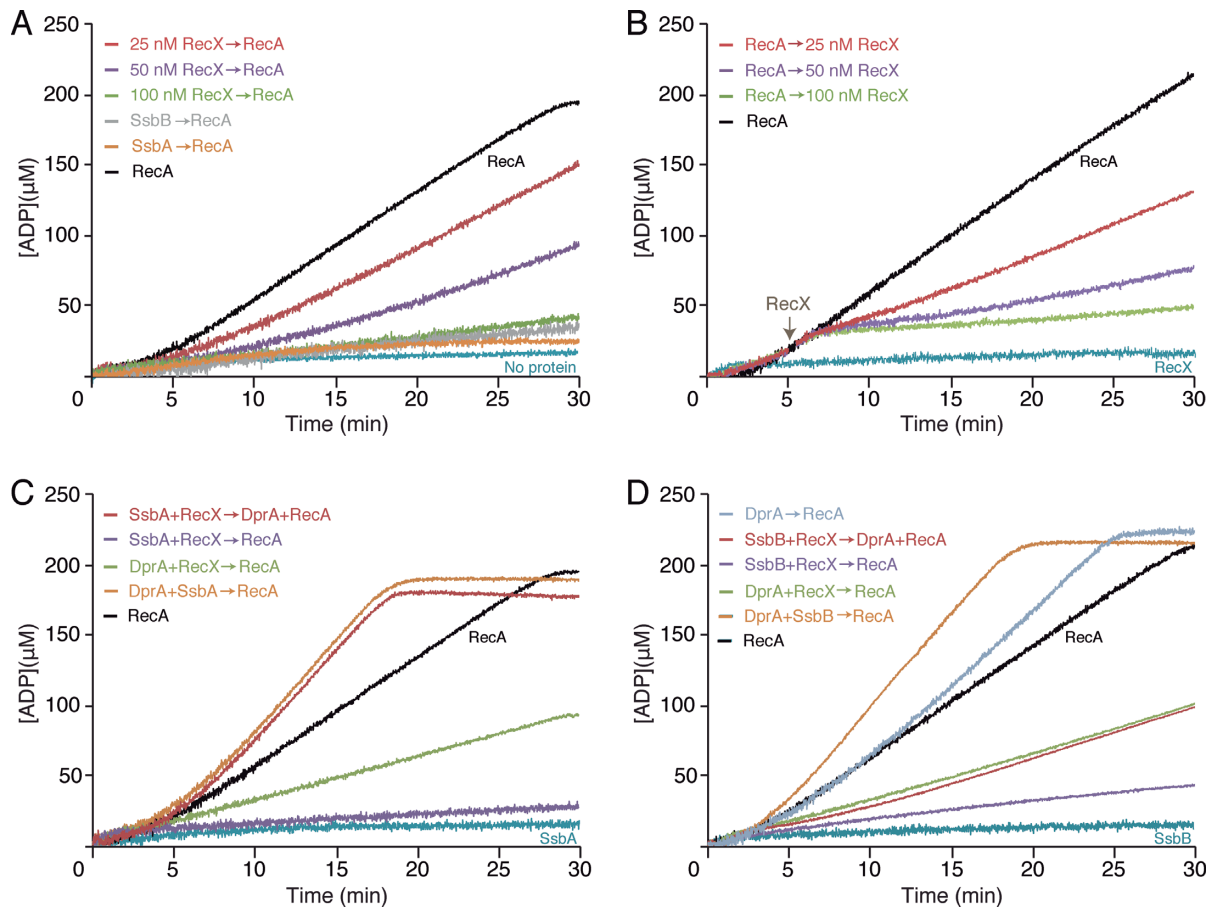 A
250
200
150
100
50
[ADP](μM)
25 nM RecX→RecA
50 nM RecX→RecA
100 nM RecX→RecA
SsbB→RecA
SsbA→RecA
RecA
RecA
No protein
0 5 10 15 20 25 30
Time (min)
B
250
200
150
100
50
[ADP](μM)
RecA→25 nM RecX
RecA→50 nM RecX
RecA→100 nM RecX
RecA
RecA
RecX
RecX
0 5 10 15 20 25 30
Time (min)
C
250
200
150
100
50
[ADP](μM)
SsbA+RecX→DprA+RecA
SsbA+RecX→RecA
DprA+RecX→RecA
DprA+SsbA→RecA
RecA
RecA
SsbA
0 5 10 15 20 25 30
Time (min)
D
250
200
150
100
50
[ADP](μM)
DprA→RecA
SsbB+RecX→DprA+RecA
SsbB+RecX→RecA
DprA+RecX→RecA
DprA+SsbB→RecA
RecA
RecA
SsbB
0 5 10 15 20 25 30
Time (min)